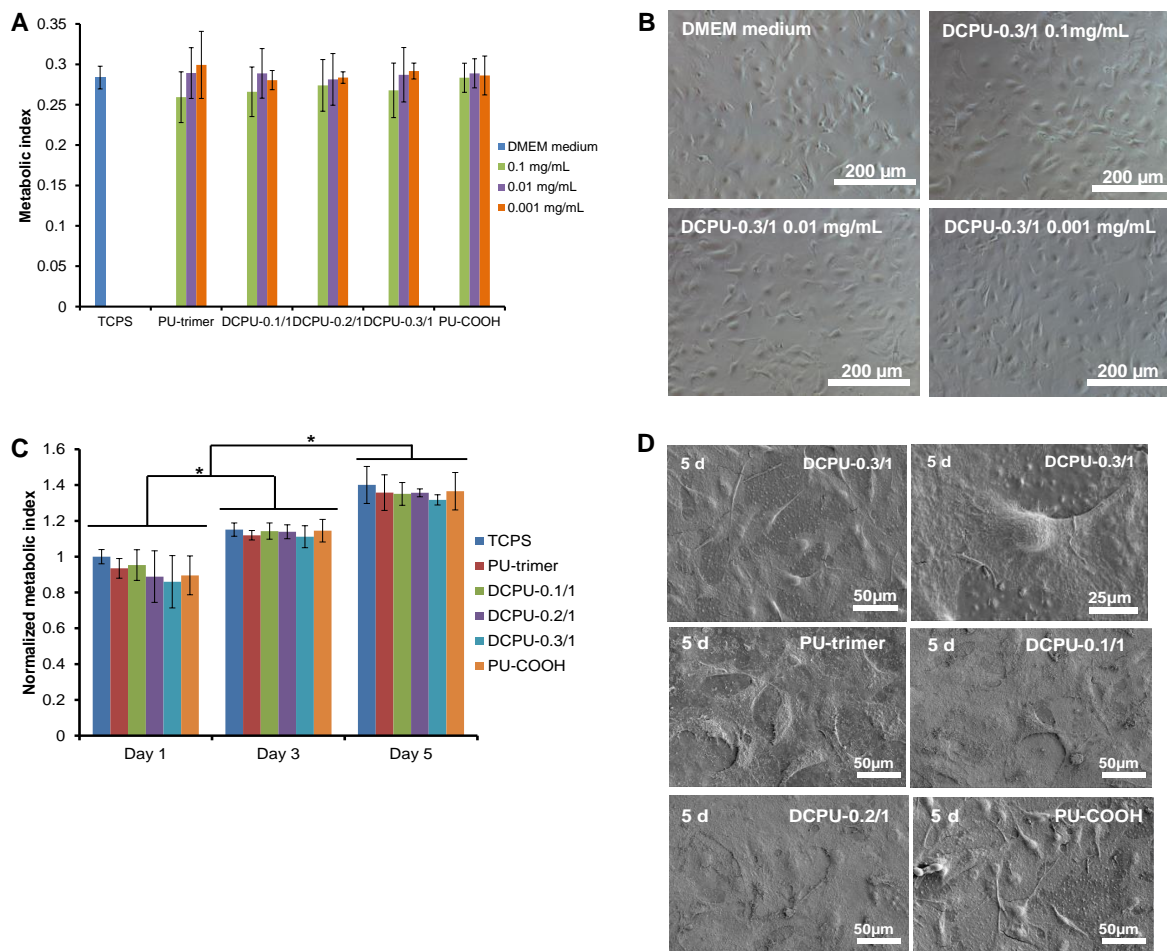 A
0.35
0.3
0.25
0.2
0.15
0.1
0.05
0
Metabolic index
TCPS PU-trimer DCPU-0.1/1 DCPU-0.2/1 DCPU-0.3/1 PU-COOH
DMEM medium
0.1 mg/mL
0.01 mg/mL
0.001 mg/mL
B
DMEM medium
200 µm
DCPU-0.3/1 0.1mg/mL
200 µm
DCPU-0.3/1 0.01 mg/mL
200 µm
DCPU-0.3/1 0.001 mg/mL
200 µm
C
1.6
1.4
1.2
1
0.8
0.6
0.4
0.2
0
Normalized metabolic index
*
*
Day 1 Day 3 Day 5
TCPS
PU-trimer
DCPU-0.1/1
DCPU-0.2/1
DCPU-0.3/1
PU-COOH
D
5 d DCPU-0.3/1
50µm
5 d DCPU-0.3/1
25µm
5 d PU-trimer
50µm
5 d DCPU-0.1/1
50µm
5 d DCPU-0.2/1
50µm
5 d PU-COOH
50µm